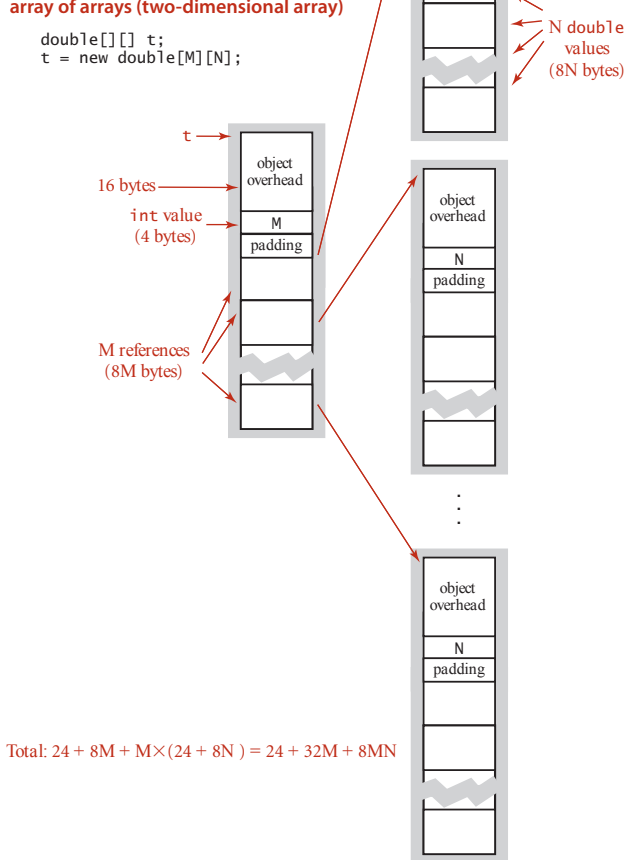 array of arrays (two-dimensional array)
double[][] t;
t = new double[M][N];
N double
values
(8N bytes)
t
object
overhead
16 bytes
int value
(4 bytes)
M
padding
M references
(8M bytes)
object
overhead
N
padding
.
.
.
object
overhead
N
padding
Total: 24 + 8M + M×(24 + 8N ) = 24 + 32M + 8MN